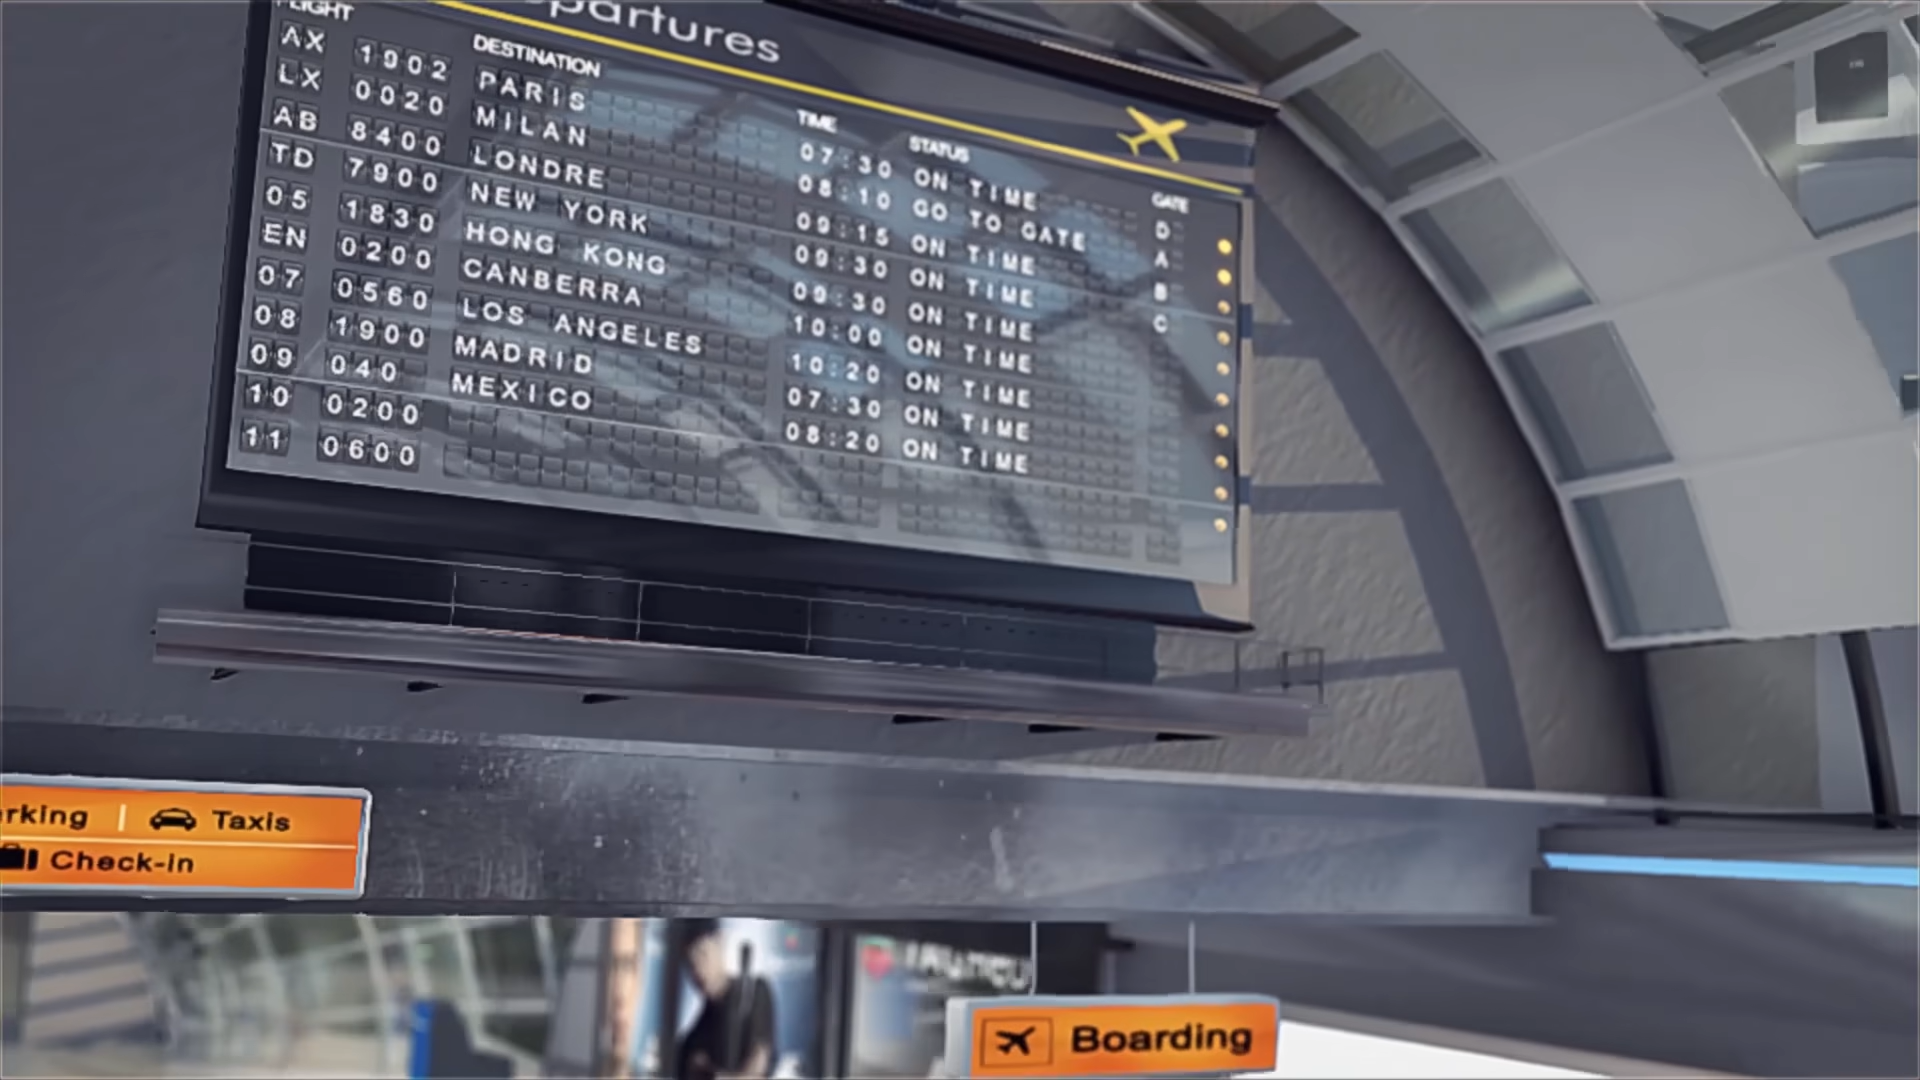 partures
FLIGHT DESTINATION TIME STATUS GATE
AX 1902 PARIS 07:30 ON TIME D
LX 0020 MILAN 08:10 GO TO GATE A
AB 8400 LONDRE 09:15 ON TIME B
TD 7900 NEW YORK 09:30 ON TIME C
05 1830 HONG KONG 09:30 ON TIME
EN 0200 CANBERRA 10:00 ON TIME
07 0560 LOS ANGELES 10:20 ON TIME
08 1900 MADRID 07:30 ON TIME
09 040 MEXICO 08:20 ON TIME
10 0200
11 0600
rking | Taxis
Check-in
Boarding